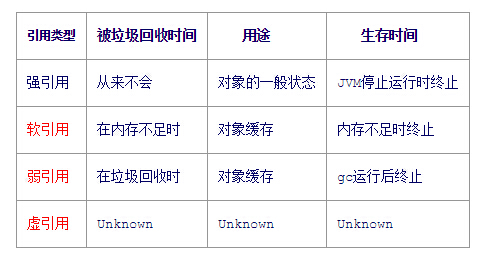 引用类型 被垃圾回收时间 用途 生存时间
强引用 从来不会 对象的一般状态 JVM停止运行时终止
软引用 在内存不足时 对象缓存 内存不足时终止
弱引用 在垃圾回收时 对象缓存 gc运行后终止
虚引用 Unknown Unknown Unknown